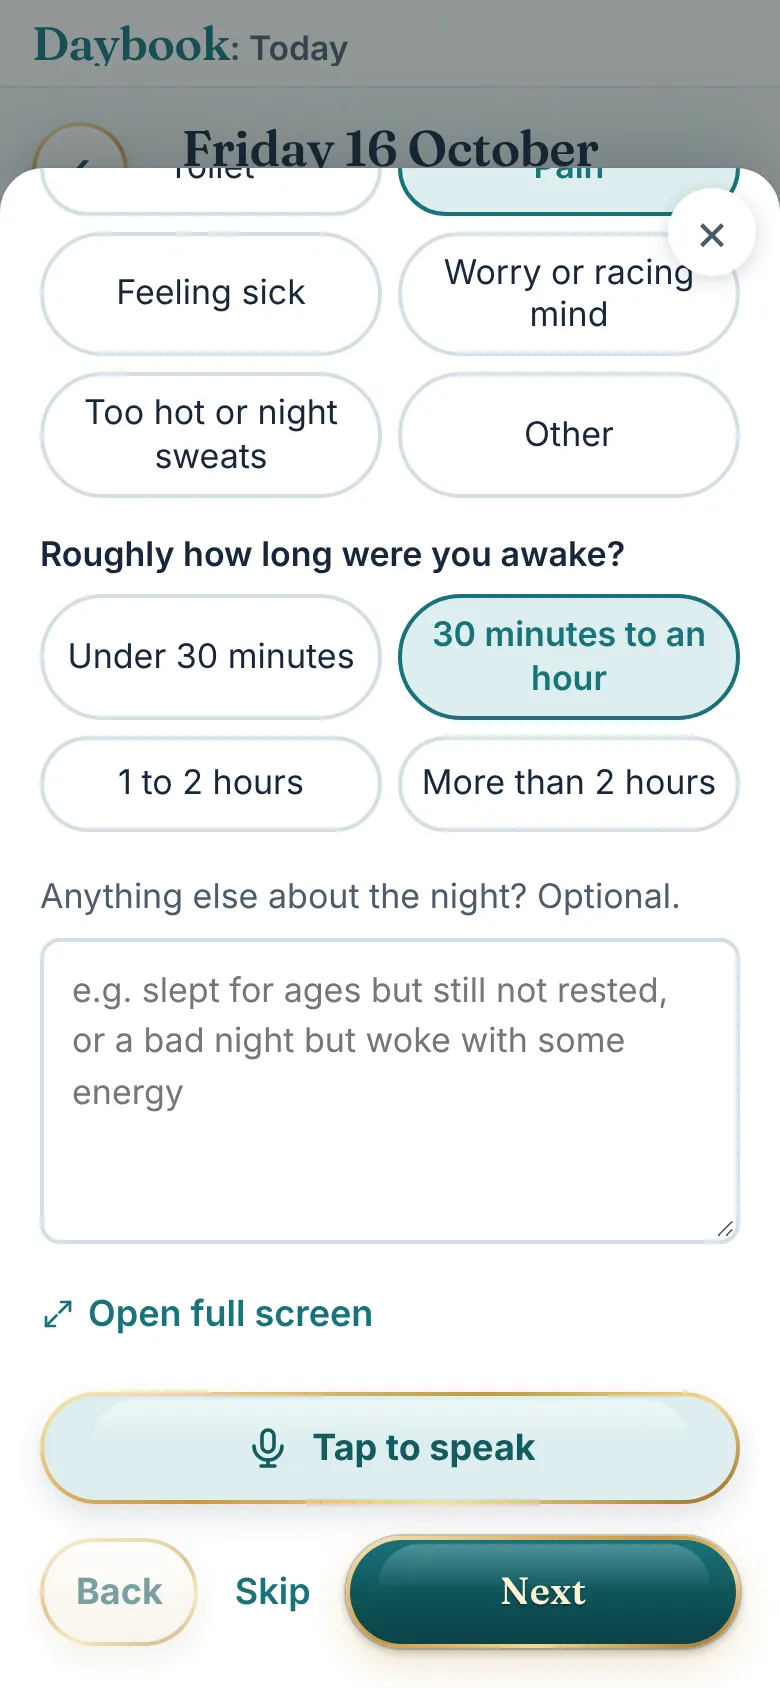 Daybook: Today
Friday 16 October
Toilet
Pain
Feeling sick
Worry or racing
mind
Too hot or night
sweats
Other
Roughly how long were you awake?
Under 30 minutes
30 minutes to an
hour
1 to 2 hours
More than 2 hours
Anything else about the night? Optional.
e.g. slept for ages but still not rested,
or a bad night but woke with some
energy
Open full screen
Tap to speak
Back
Skip
Next